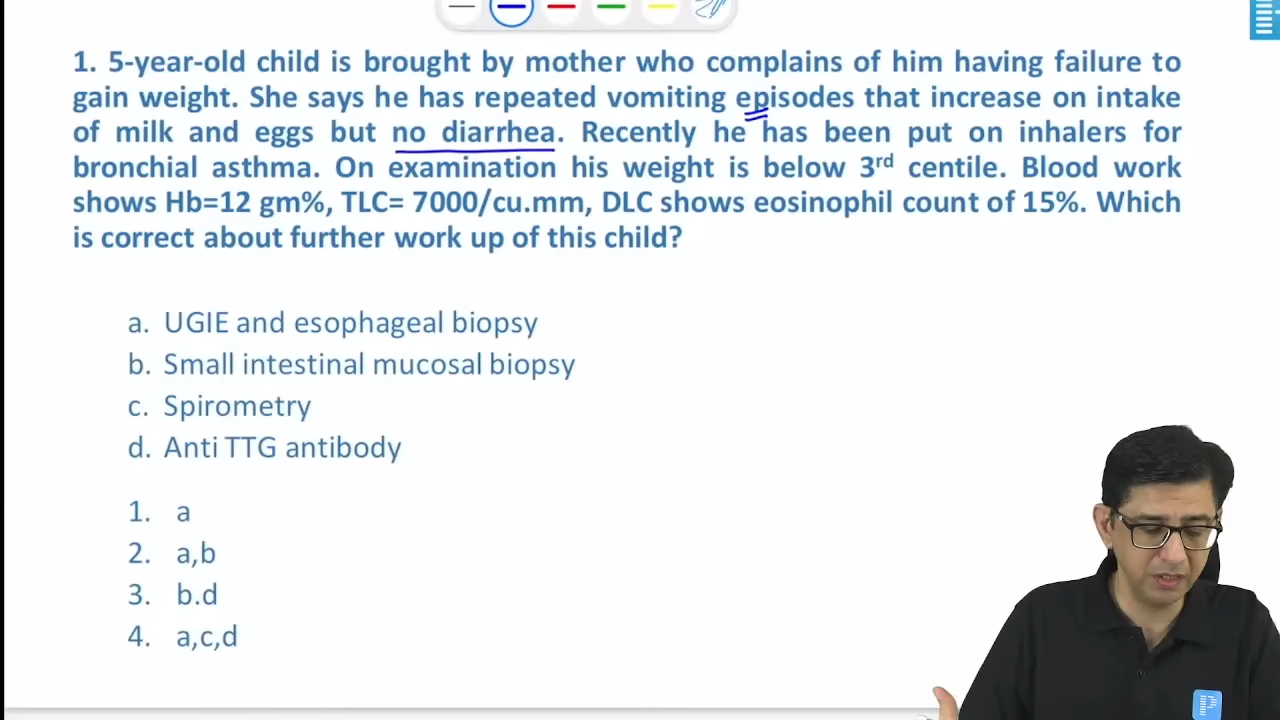 1. 5-year-old child is brought by mother who complains of him having failure to
gain weight. She says he has repeated vomiting episodes that increase on intake
of milk and eggs but no diarrhea. Recently he has been put on inhalers for
bronchial asthma. On examination his weight is below 3rd centile. Blood work
shows Hb=12 gm%, TLC= 7000/cu.mm, DLC shows eosinophil count of 15%. Which
is correct about further work up of this child?
a. UGIE and esophageal biopsy
b. Small intestinal mucosal biopsy
c. Spirometry
d. Anti TTG antibody
1. a
2. a,b
3. b.d
4. a,c,d